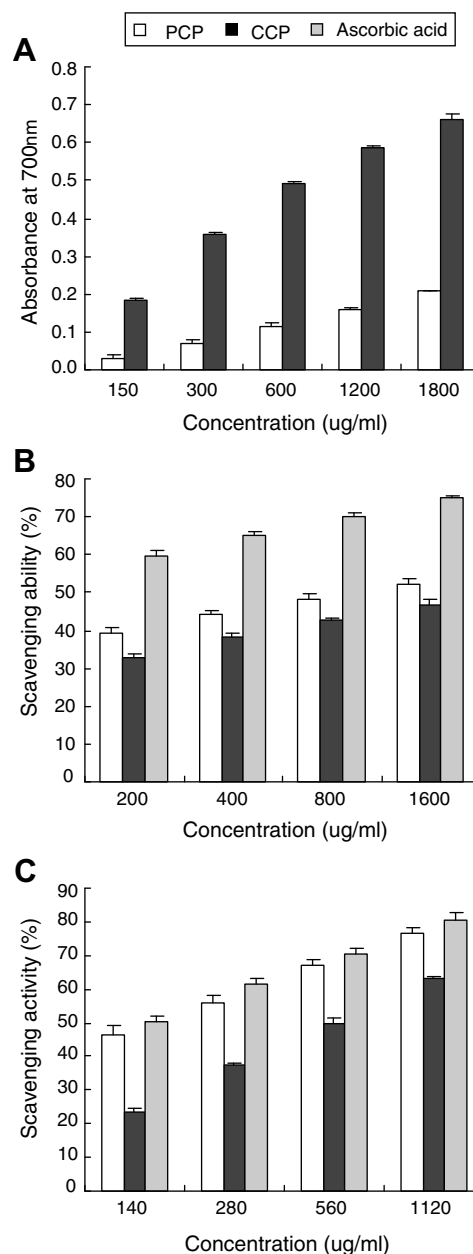 PCP CCP Ascorbic acid
A
Absorbance at 700nm
0.8
0.7
0.6
0.5
0.4
0.3
0.2
0.1
0.0
150 300 600 1200 1800
Concentration (ug/ml)
B
Scavenging ability (%)
80
70
60
50
40
30
20
10
0
200 400 800 1600
Concentration (ug/ml)
C
Scavenging activity (%)
90
80
70
60
50
40
30
20
10
0
140 280 560 1120
Concentration (ug/ml)